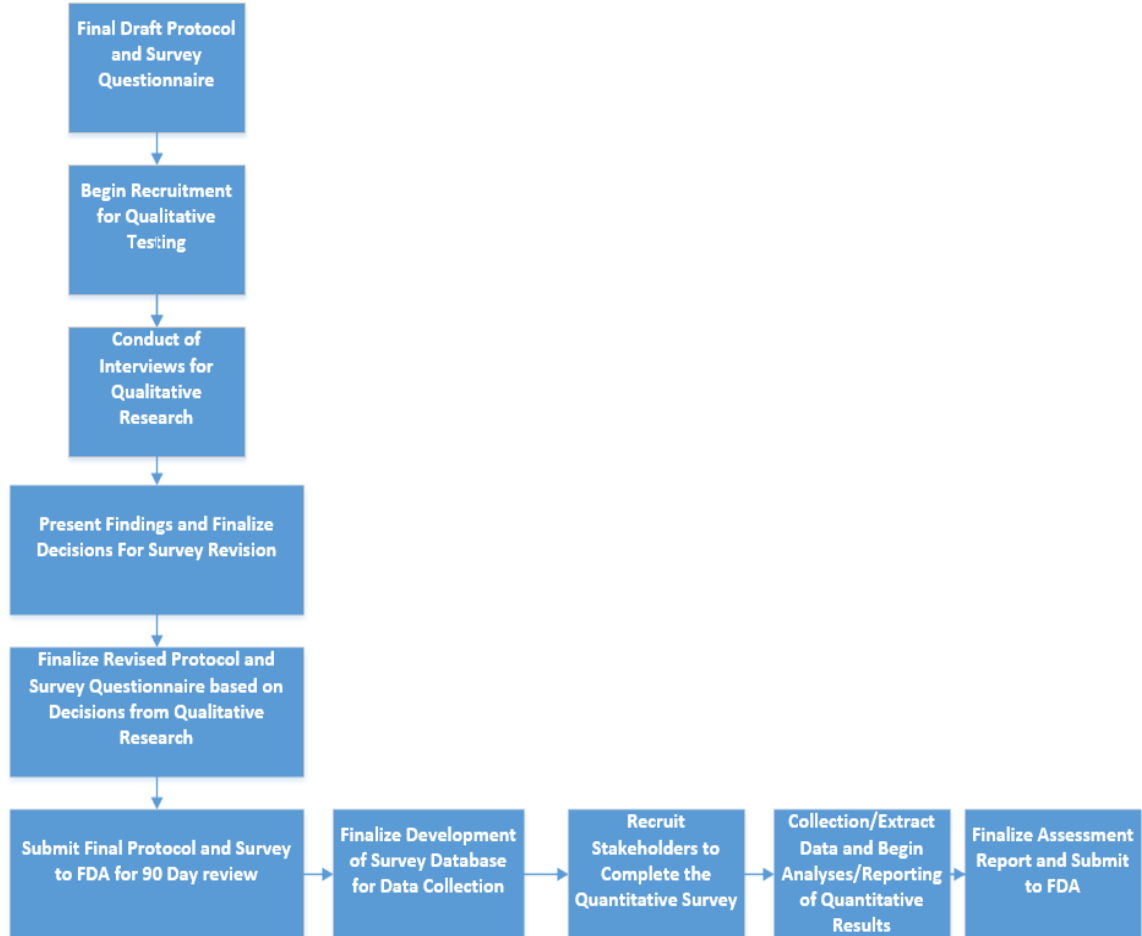 Final Draft Protocol
and Survey
Questionnaire
Begin Recruitment
for Qualitative
Testing
Conduct of
Interviews for
Qualitative
Research
Present Findings and Finalize
Decisions For Survey Revision
Finalize Revised Protocol and
Survey Questionnaire based on
Decisions from Qualitative
Research
Submit Final Protocol and Survey
to FDA for 90 Day review
Finalize Development
of Survey Database
for Data Collection
Recruit
Stakeholders to
Complete the
Quantitative Survey
Collection/Extract
Data and Begin
Analyses/Reporting
of Quantitative
Results
Finalize Assessment
Report and Submit
to FDA